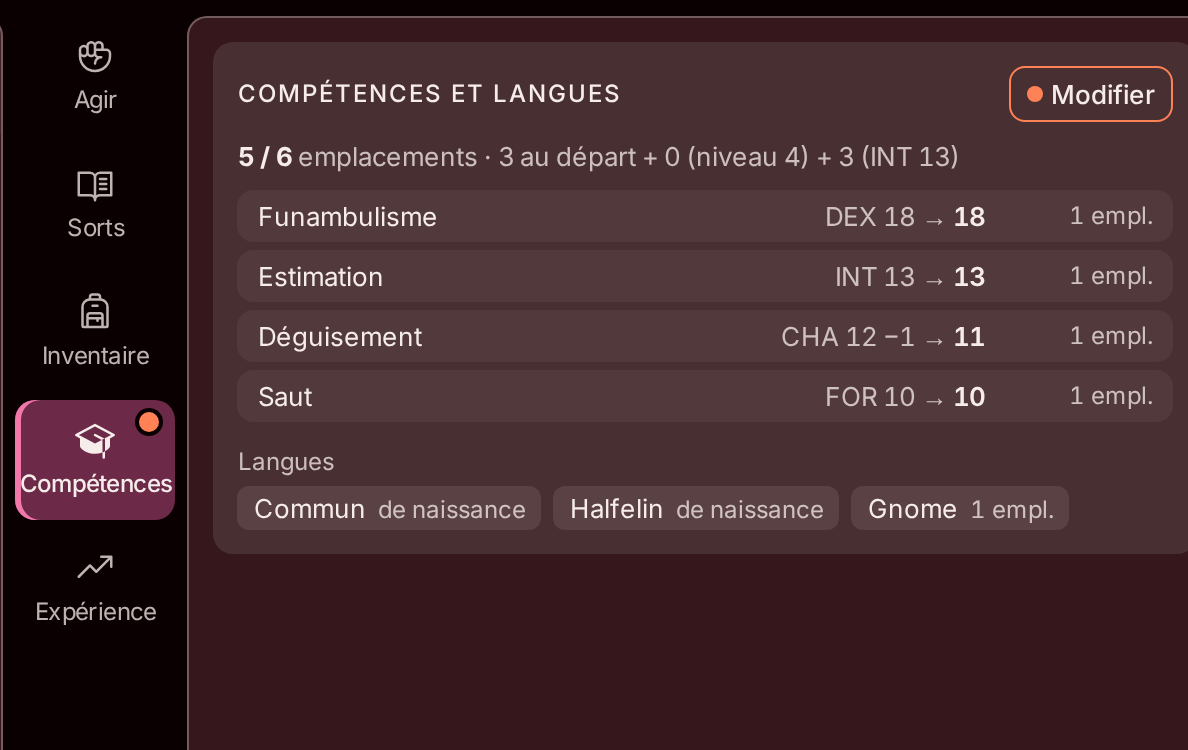 Agir
Sorts
Inventaire
Compétences
Expérience
COMPÉTENCES ET LANGUES
Modifier
5 / 6 emplacements · 3 au départ + 0 (niveau 4) + 3 (INT 13)
Funambulisme DEX 18 → 18 1 empl.
Estimation INT 13 → 13 1 empl.
Déguisement CHA 12 −1 → 11 1 empl.
Saut FOR 10 → 10 1 empl.
Langues
Commun de naissance Halfelin de naissance Gnome 1 empl.